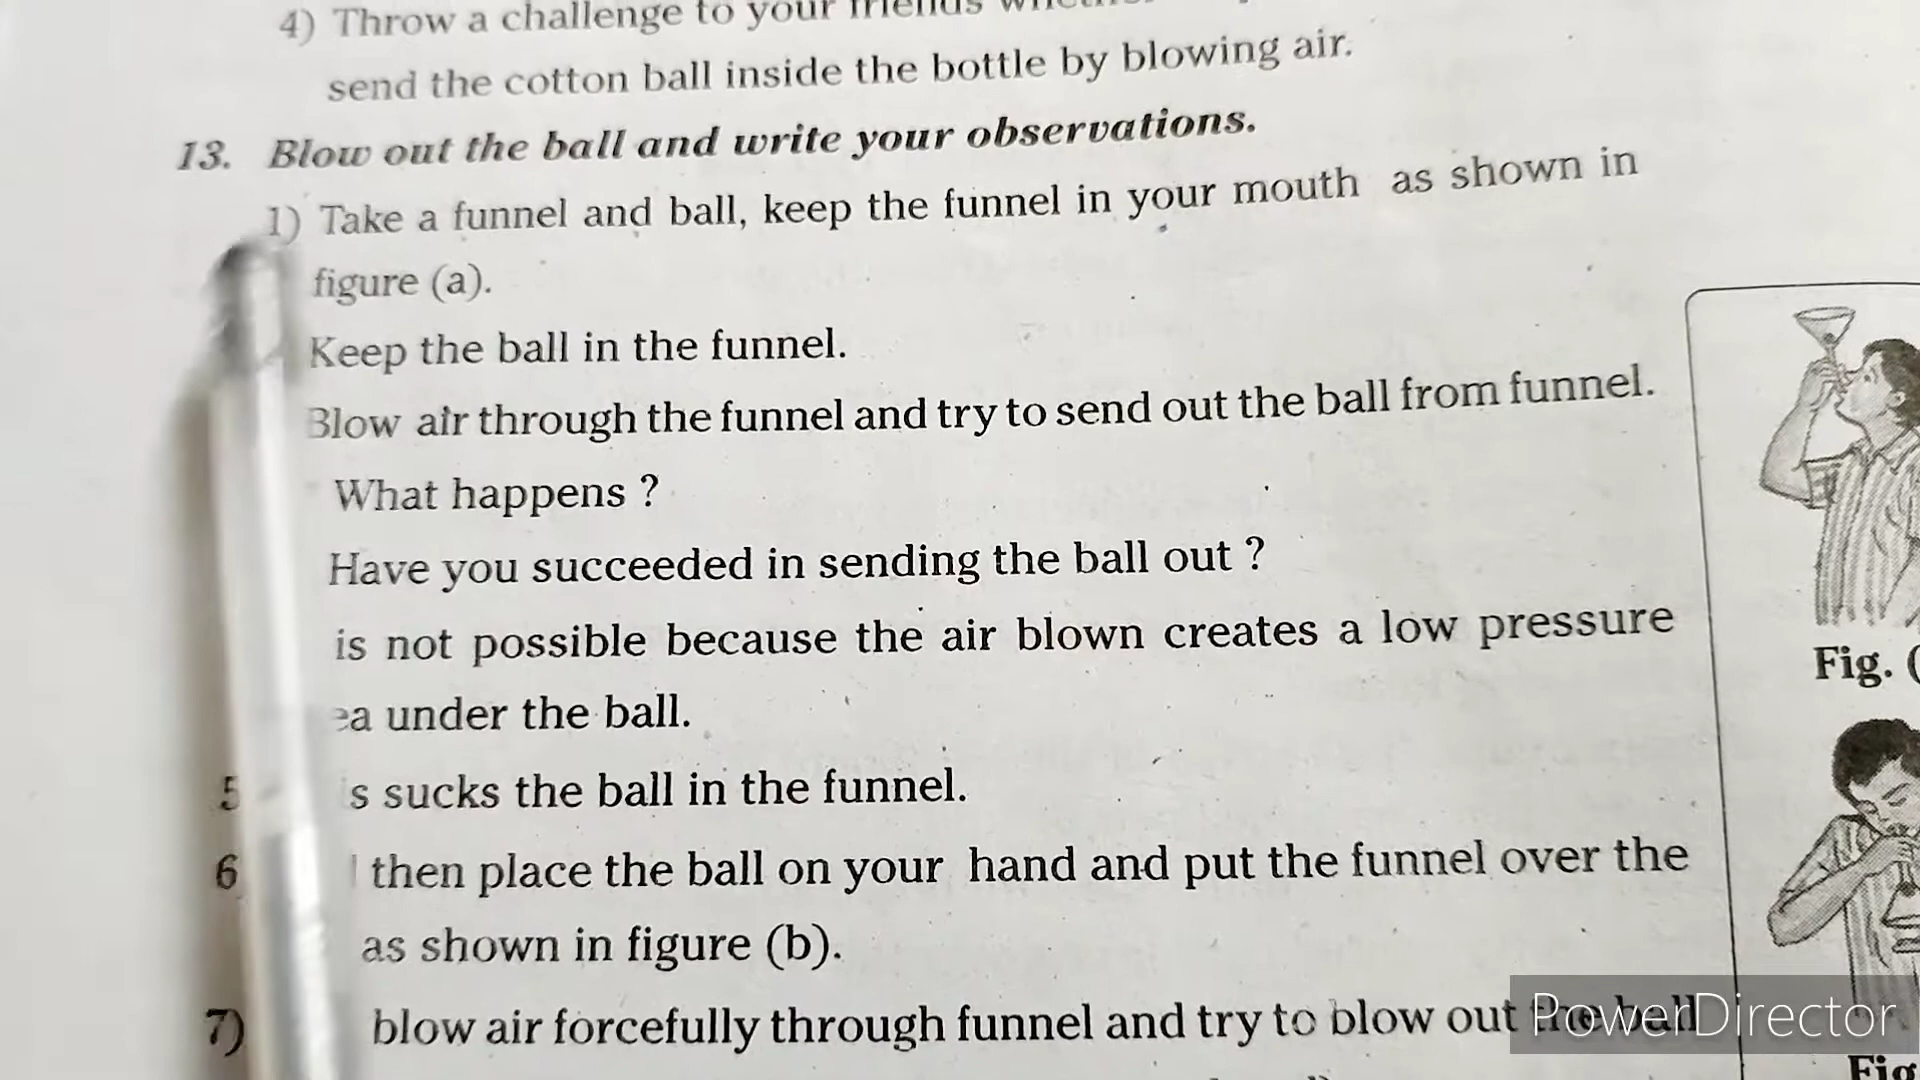 4) Throw a challenge to your friends
send the cotton ball inside the bottle by blowing air.
13. Blow out the ball and write your observations.
1) Take a funnel and ball, keep the funnel in your mouth as shown in
figure (a).
Keep the ball in the funnel.
Blow air through the funnel and try to send out the ball from funnel.
What happens ?
Have you succeeded in sending the ball out ?
is not possible because the air blown creates a low pressure
under the ball.
5 s sucks the ball in the funnel.
6 then place the ball on your hand and put the funnel over the
as shown in figure (b).
7) blow air forcefully through funnel and try to blow out the ball
Fig. (
Fig
PowerDirector